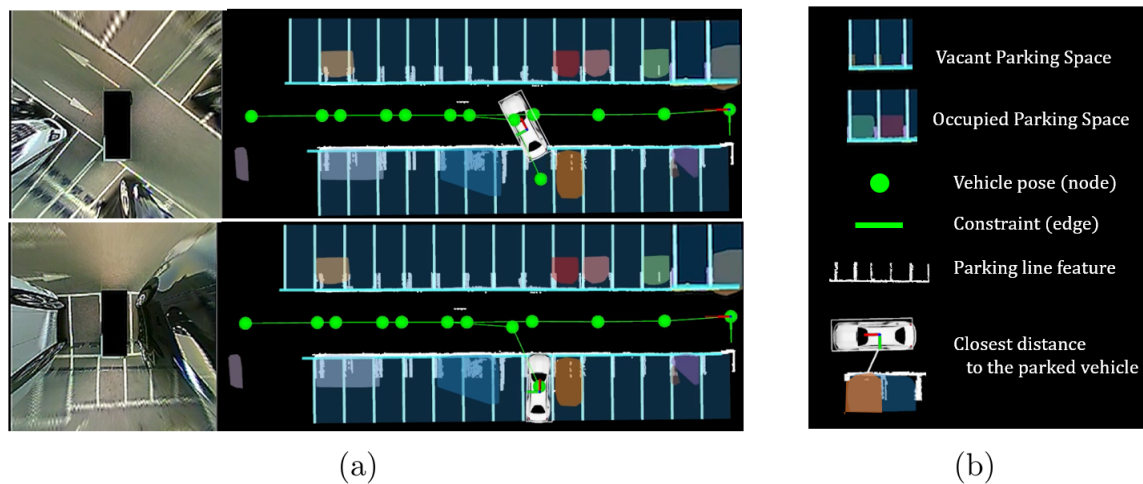 Vacant Parking Space
Occupied Parking Space
Vehicle pose (node)
Constraint (edge)
Parking line feature
Closest distance
to the parked vehicle
(a)
(b)